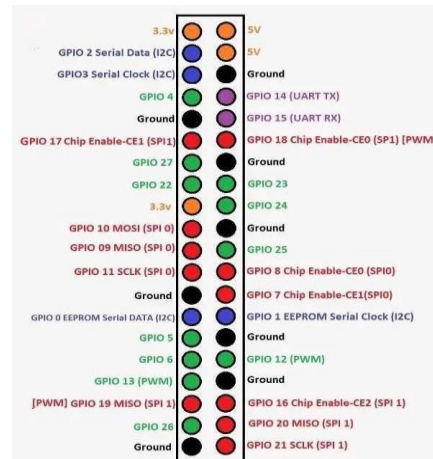 3.3v 5V
GPIO 2 Serial Data (I2C) 5V
GPIO3 Serial Clock (I2C) Ground
GPIO 4 GPIO 14 (UART TX)
Ground GPIO 15 (UART RX)
GPIO 17 Chip Enable-CE1 (SPI1) GPIO 18 Chip Enable-CE0 (SP1) [PWM
GPIO 27 Ground
GPIO 22 GPIO 23
3.3v GPIO 24
GPIO 10 MOSI (SPI 0) Ground
GPIO 09 MISO (SPI 0) GPIO 25
GPIO 11 SCLK (SPI 0) GPIO 8 Chip Enable-CE0 (SPI0)
Ground GPIO 7 Chip Enable-CE1(SPI0)
GPIO 0 EEPROM Serial DATA (I2C) GPIO 1 EEPROM Serial Clock (I2C)
GPIO 5 Ground
GPIO 6 GPIO 12 (PWM)
GPIO 13 (PWM) Ground
[PWM] GPIO 19 MISO (SPI 1) GPIO 16 Chip Enable-CE2 (SPI 1)
GPIO 26 GPIO 20 MISO (SPI 1)
Ground GPIO 21 SCLK (SPI 1)